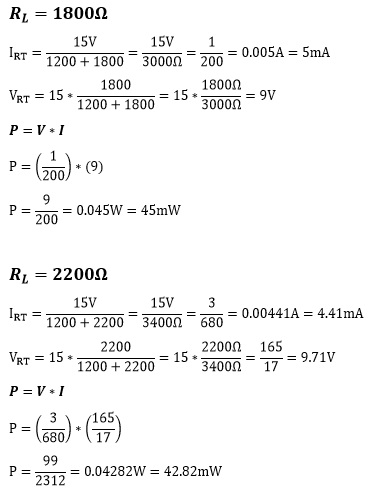 R_L = 1800Ω
I_RT = 15V / (1200 + 1800) = 15V / 3000Ω = 1 / 200 = 0.005A = 5mA
V_RT = 15 * 1800 / (1200 + 1800) = 15 * 1800Ω / 3000Ω = 9V
P = V * I
P = (1 / 200) * (9)
P = 9 / 200 = 0.045W = 45mW
R_L = 2200Ω
I_RT = 15V / (1200 + 2200) = 15V / 3400Ω = 3 / 680 = 0.00441A = 4.41mA
V_RT = 15 * 2200 / (1200 + 2200) = 15 * 2200Ω / 3400Ω = 165 / 17 = 9.71V
P = V * I
P = (3 / 680) * (165 / 17)
P = 99 / 2312 = 0.04282W = 42.82mW